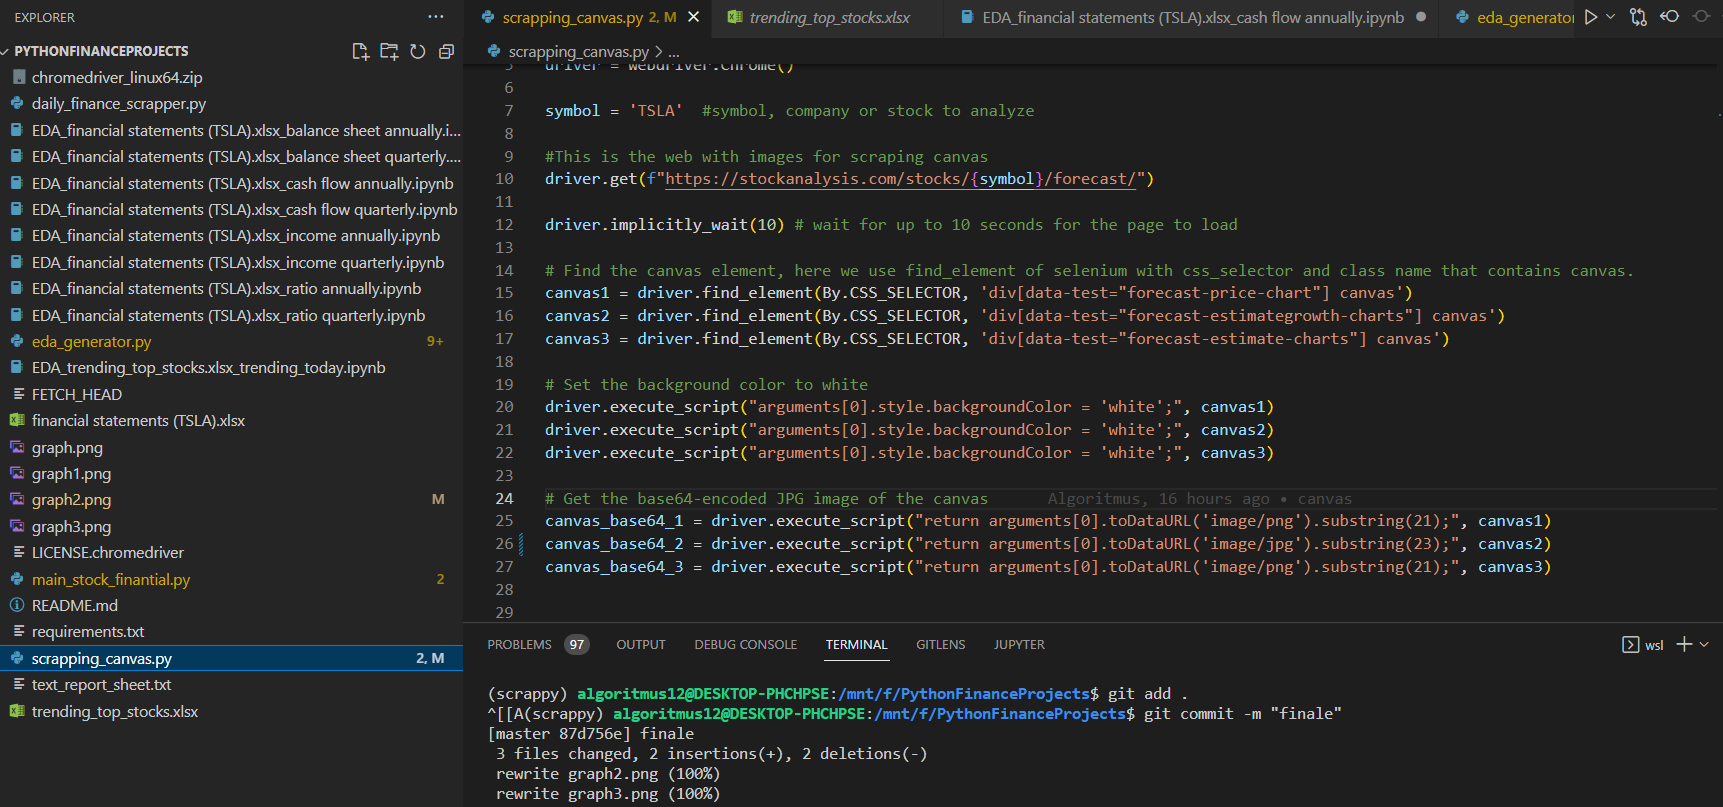 EXPLORER
scrapping_canvas.py 2, M
trending_top_stocks.xlsx
EDA_financial statements (TSLA).xlsx_cash flow annually.ipynb
eda_generator
PYTHONFINANCEPROJECTS
scrapping_canvas.py > ...
chromedriver_linux64.zip
daily_finance_scrapper.py
EDA_financial statements (TSLA).xlsx_balance sheet annually.i...
EDA_financial statements (TSLA).xlsx_balance sheet quarterly....
EDA_financial statements (TSLA).xlsx_cash flow annually.ipynb
EDA_financial statements (TSLA).xlsx_cash flow quarterly.ipynb
EDA_financial statements (TSLA).xlsx_income annually.ipynb
EDA_financial statements (TSLA).xlsx_income quarterly.ipynb
EDA_financial statements (TSLA).xlsx_ratio annually.ipynb
EDA_financial statements (TSLA).xlsx_ratio quarterly.ipynb
eda_generator.py 9+
EDA_trending_top_stocks.xlsx_trending_today.ipynb
FETCH_HEAD
financial statements (TSLA).xlsx
graph.png
graph1.png
graph2.png M
graph3.png
LICENSE.chromedriver
main_stock_finantial.py 2
README.md
requirements.txt
scrapping_canvas.py 2, M
text_report_sheet.txt
trending_top_stocks.xlsx
5 driver = webdriver.Chrome()
6
7 symbol = 'TSLA'  #symbol, company or stock to analyze
8
9 #This is the web with images for scraping canvas
10 driver.get(f"https://stockanalysis.com/stocks/{symbol}/forecast/")
11
12 driver.implicitly_wait(10) # wait for up to 10 seconds for the page to load
13
14 # Find the canvas element, here we use find_element of selenium with css_selector and class name that contains canvas.
15 canvas1 = driver.find_element(By.CSS_SELECTOR, 'div[data-test="forecast-price-chart"] canvas')
16 canvas2 = driver.find_element(By.CSS_SELECTOR, 'div[data-test="forecast-estimategrowth-charts"] canvas')
17 canvas3 = driver.find_element(By.CSS_SELECTOR, 'div[data-test="forecast-estimate-charts"] canvas')
18
19 # Set the background color to white
20 driver.execute_script("arguments[0].style.backgroundColor = 'white';", canvas1)
21 driver.execute_script("arguments[0].style.backgroundColor = 'white';", canvas2)
22 driver.execute_script("arguments[0].style.backgroundColor = 'white';", canvas3)
23
24 # Get the base64-encoded JPG image of the canvas Algoritmus, 16 hours ago • canvas
25 canvas_base64_1 = driver.execute_script("return arguments[0].toDataURL('image/png').substring(21);", canvas1)
26 canvas_base64_2 = driver.execute_script("return arguments[0].toDataURL('image/jpg').substring(23);", canvas2)
27 canvas_base64_3 = driver.execute_script("return arguments[0].toDataURL('image/png').substring(21);", canvas3)
28
29
PROBLEMS 97 OUTPUT DEBUG CONSOLE TERMINAL GITLENS JUPYTER wsl
(scrappy) algoritmus12@DESKTOP-PHCHPSE:/mnt/f/PythonFinanceProjects$ git add .
^[[A(scrappy) algoritmus12@DESKTOP-PHCHPSE:/mnt/f/PythonFinanceProjects$ git commit -m "finale"
[master 87d756e] finale
3 files changed, 2 insertions(+), 2 deletions(-)
rewrite graph2.png (100%)
rewrite graph3.png (100%)